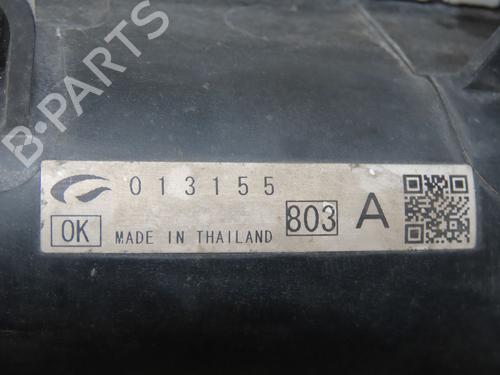 B-PARTS
013155
OK MADE IN THAILAND 803 A